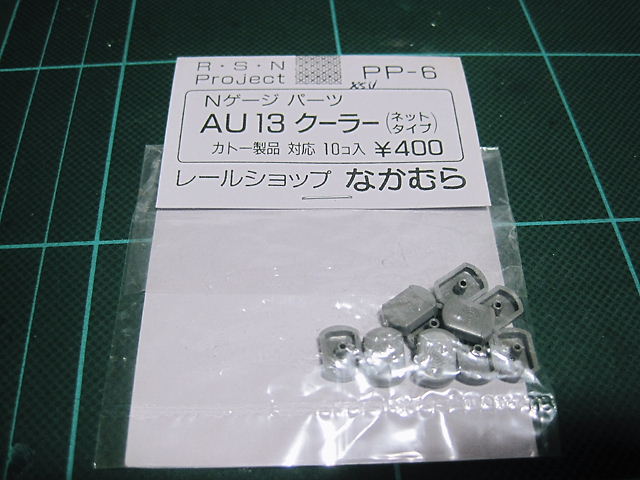 R・S・N
Project
PP-6
Nゲージ パーツ
AU13 クーラー(ネットタイプ)
カトー製品 対応 10コ入 ¥400
レールショップ なかむら